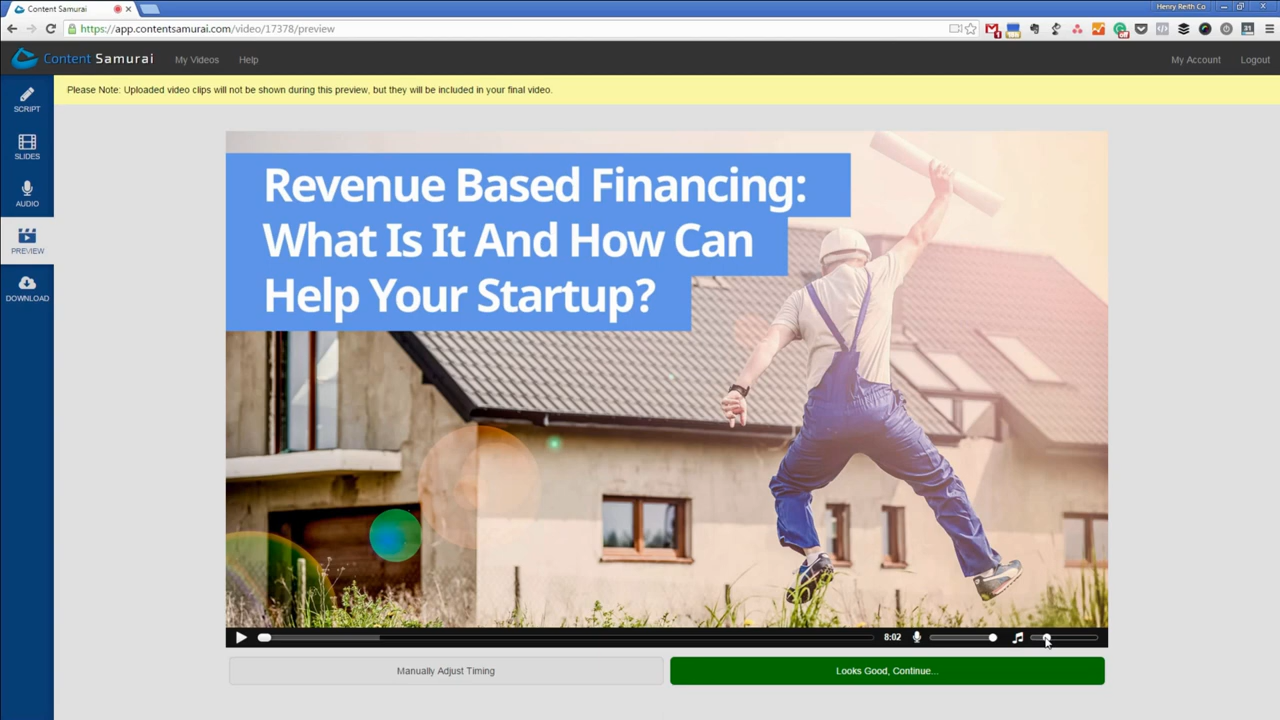 Content Samurai
Henry Reith Co
https://app.contentsamurai.com/video/17378/preview
Content Samurai
My Videos
Help
My Account
Logout
SCRIPT
SLIDES
AUDIO
PREVIEW
DOWNLOAD
Please Note: Uploaded video clips will not be shown during this preview, but they will be included in your final video.
Revenue Based Financing:
What Is It And How Can
Help Your Startup?
8:02
Manually Adjust Timing
Looks Good, Continue...